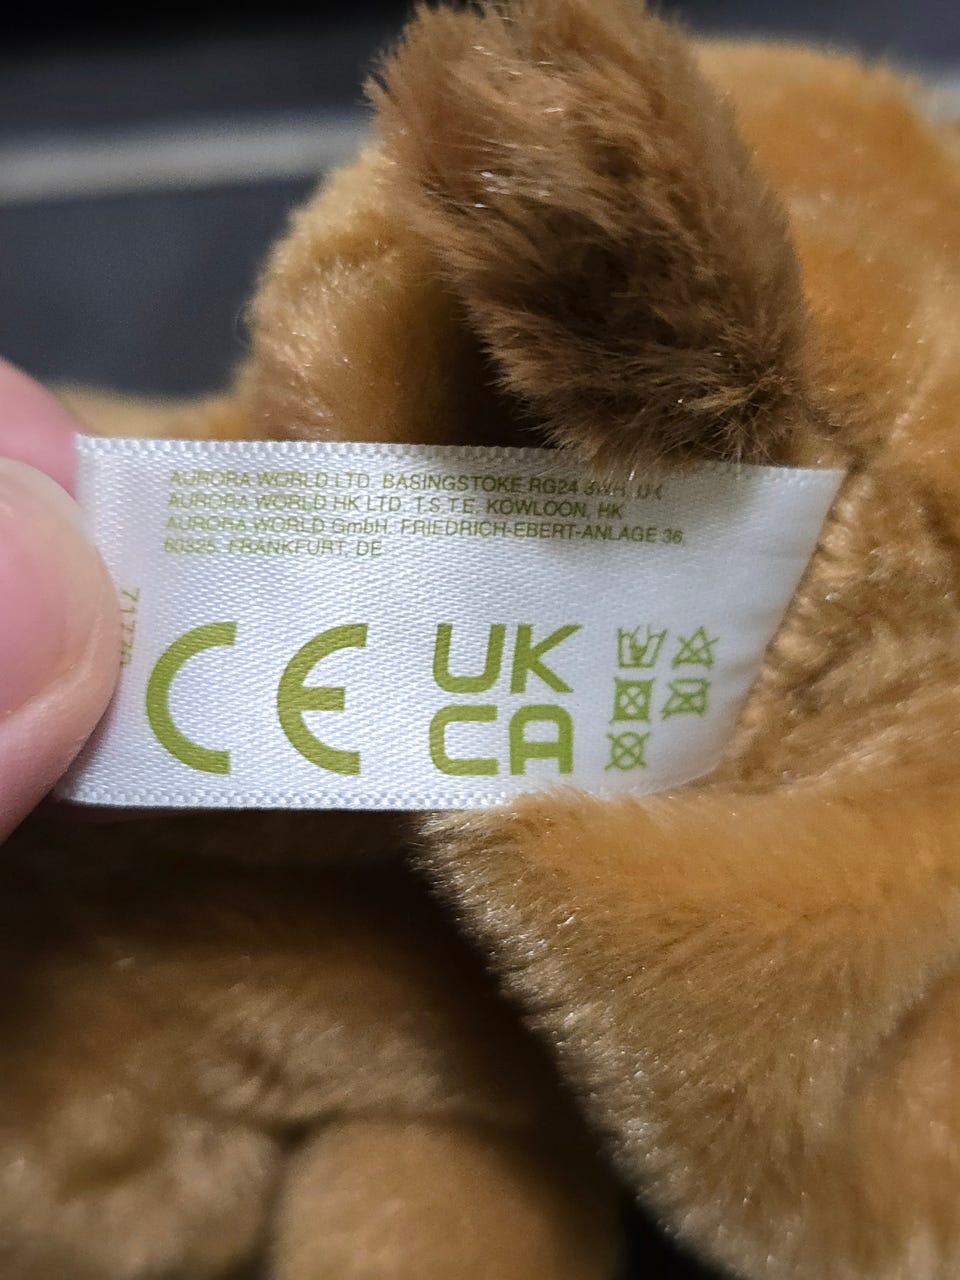 AURORA WORLD LTD. BASINGSTOKE RG24
AURORA WORLD HK LTD. T.S.T.E, KOWLOON, HK
AURORA WORLD GmbH. FRIEDRICH-EBERT-ANLAGE 36,
60325 FRANKFURT, DE
CE
UK
CA